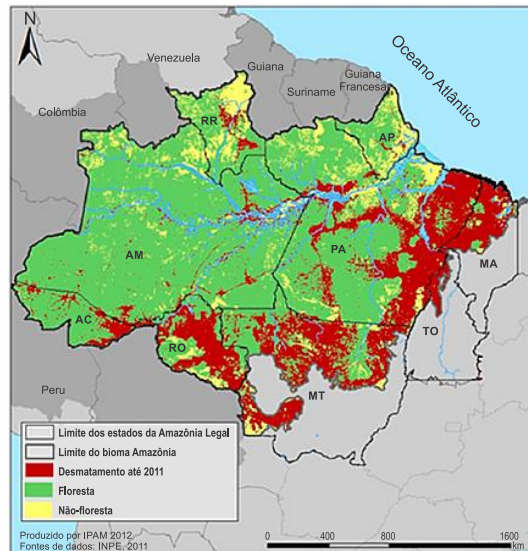 N
Oceano Atlântico
Venezuela
Guiana
Suriname
Guiana
Francesa
Colômbia
RR
AP
AM
PA
MA
AC
RO
TO
MT
Peru
Limite dos estados da Amazônia Legal
Limite do bioma Amazônia
Desmatamento até 2011
Floresta
Não-floresta
Produzido por IPAM 2012
Fontes de dados: INPE, 2011
0 400 800 1600
km